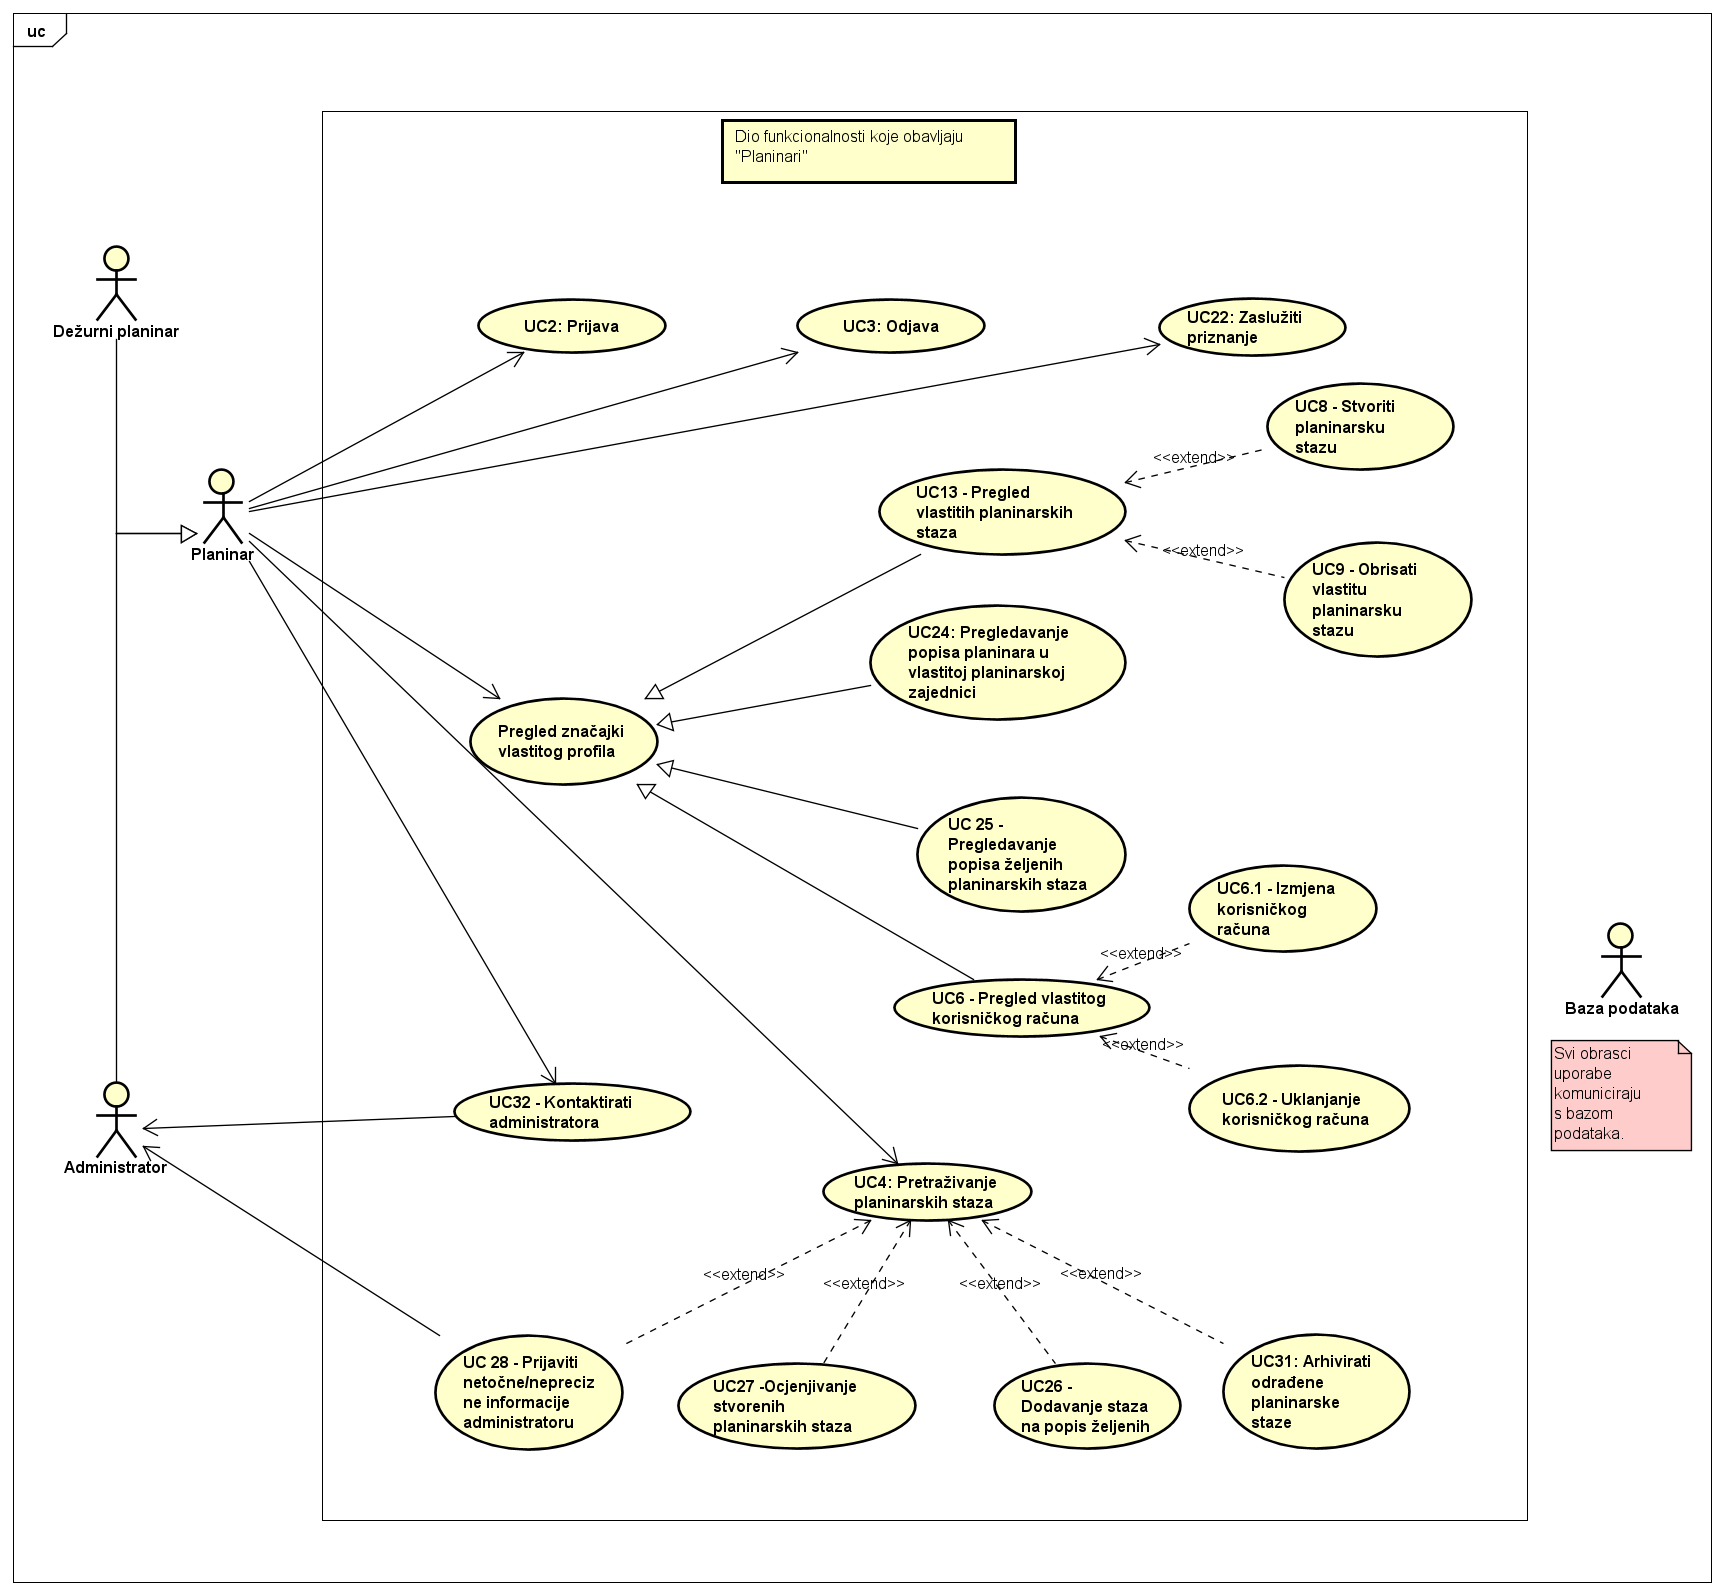 uc
Dio funkcionalnosti koje obavljaju
"Planinari"
Dežurni planinar
UC2: Prijava
UC3: Odjava
UC22: Zaslužiti
priznanje
UC8 - Stvoriti
planinarsku
stazu
<<extend>>
Planinar
UC13 - Pregled
vlastitih planinarskih
staza
<<extend>>
UC9 - Obrisati
vlastitu
planinarsku
stazu
UC24: Pregledavanje
popisa planinara u
vlastitoj planinarskoj
zajednici
Pregled značajki
vlastitog profila
UC 25 -
Pregledavanje
popisa željenih
planinarskih staza
UC6.1 - Izmjena
korisničkog
računa
<<extend>>
UC6 - Pregled vlastitog
korisničkog računa
<<extend>>
UC6.2 - Uklanjanje
korisničkog računa
Baza podataka
Svi obrasci
uporabe
komuniciraju
s bazom
podataka.
UC32 - Kontaktirati
administratora
Administrator
UC4: Pretraživanje
planinarskih staza
<<extend>>
<<extend>>
<<extend>>
<<extend>>
UC 28 - Prijaviti
netočne/nepreciz
ne informacije
administratoru
UC27 -Ocjenjivanje
stvorenih
planinarskih staza
UC26 -
Dodavanje staza
na popis željenih
UC31: Arhivirati
odrađene
planinarske
staze